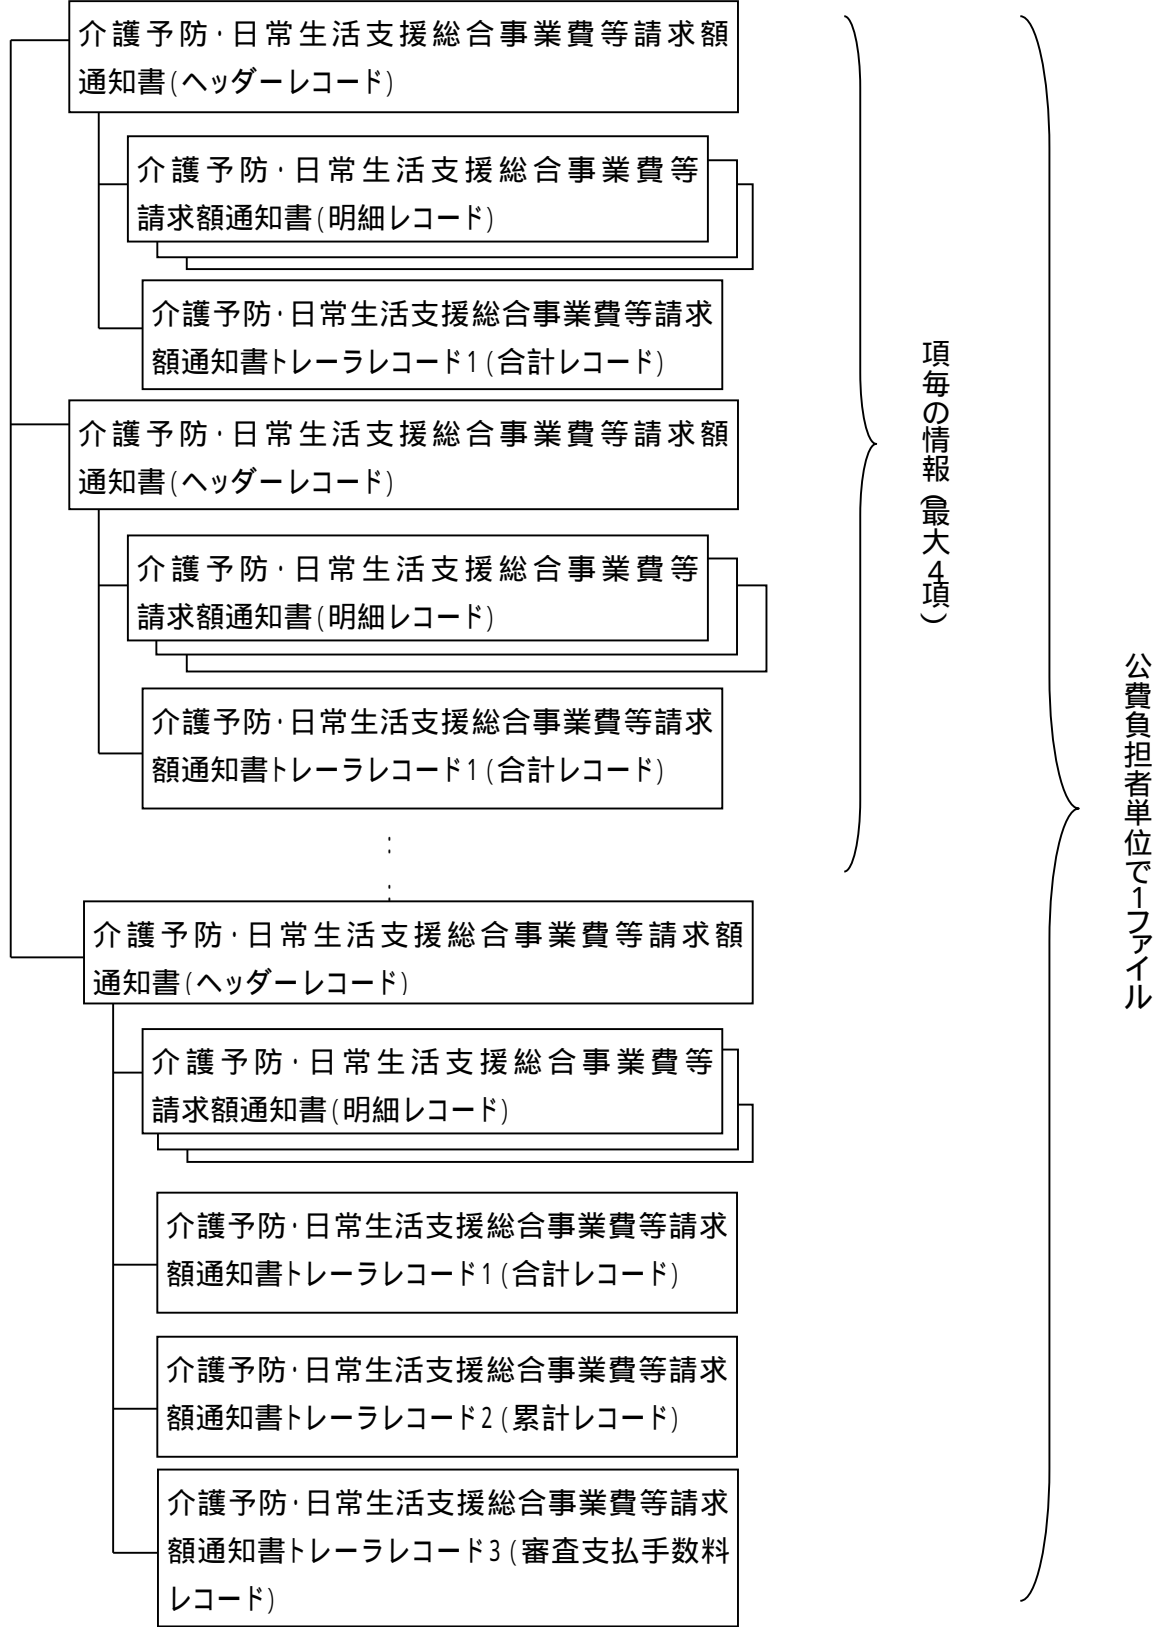 介護予防･日常生活支援総合事業費等請求額
通知書(ヘッダーレコード)
介護予防･日常生活支援総合事業費等
請求額通知書(明細レコード)
介護予防･日常生活支援総合事業費等請求
額通知書トレーラレコード1(合計レコード)
介護予防･日常生活支援総合事業費等請求額
通知書(ヘッダーレコード)
介護予防･日常生活支援総合事業費等
請求額通知書(明細レコード)
介護予防･日常生活支援総合事業費等請求
額通知書トレーラレコード1(合計レコード)
介護予防･日常生活支援総合事業費等請求額
通知書(ヘッダーレコード)
介護予防･日常生活支援総合事業費等
請求額通知書(明細レコード)
介護予防･日常生活支援総合事業費等請求
額通知書トレーラレコード1(合計レコード)
介護予防･日常生活支援総合事業費等請求
額通知書トレーラレコード2(累計レコード)
介護予防･日常生活支援総合事業費等請求
額通知書トレーラレコード3(審査支払手数料
レコード)
項毎の情報(最大4項)
公費負担者単位で1ファイル